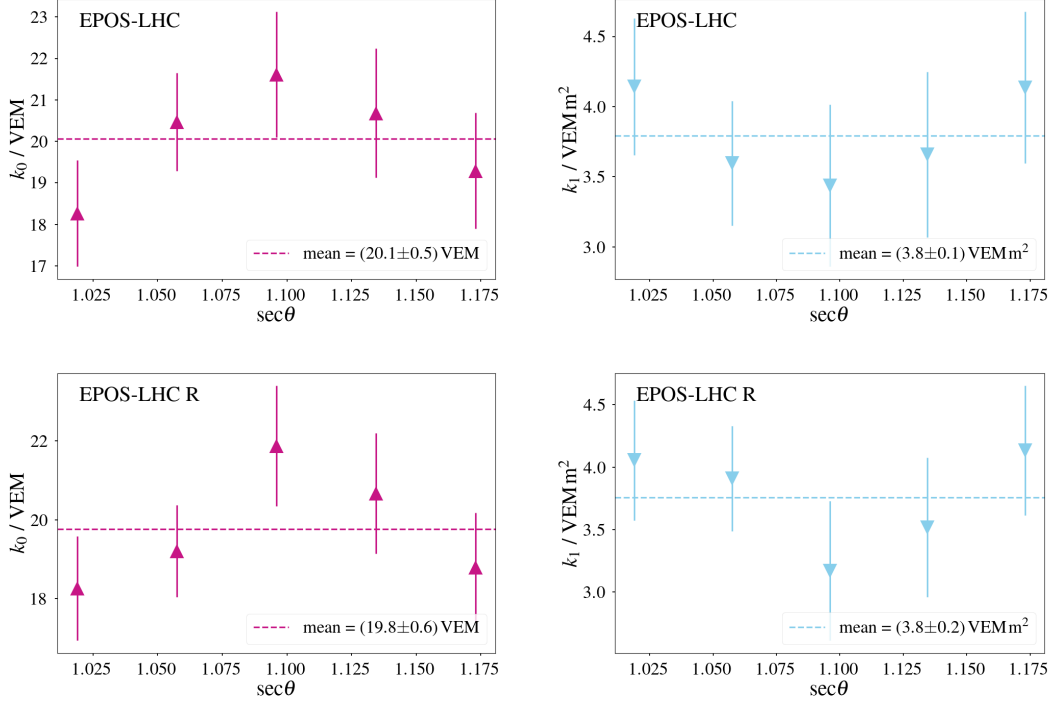 EPOS-LHC
23
22
21
20
19
18
17
k₀ / VEM
mean = (20.1±0.5) VEM
1.025 1.050 1.075 1.100 1.125 1.150 1.175
secθ
EPOS-LHC
4.5
4.0
3.5
3.0
k₁ / VEM m²
mean = (3.8±0.1) VEM m²
1.025 1.050 1.075 1.100 1.125 1.150 1.175
secθ
EPOS-LHC R
22
20
18
k₀ / VEM
mean = (19.8±0.6) VEM
1.025 1.050 1.075 1.100 1.125 1.150 1.175
secθ
EPOS-LHC R
4.5
4.0
3.5
3.0
k₁ / VEM m²
mean = (3.8±0.2) VEM m²
1.025 1.050 1.075 1.100 1.125 1.150 1.175
secθ